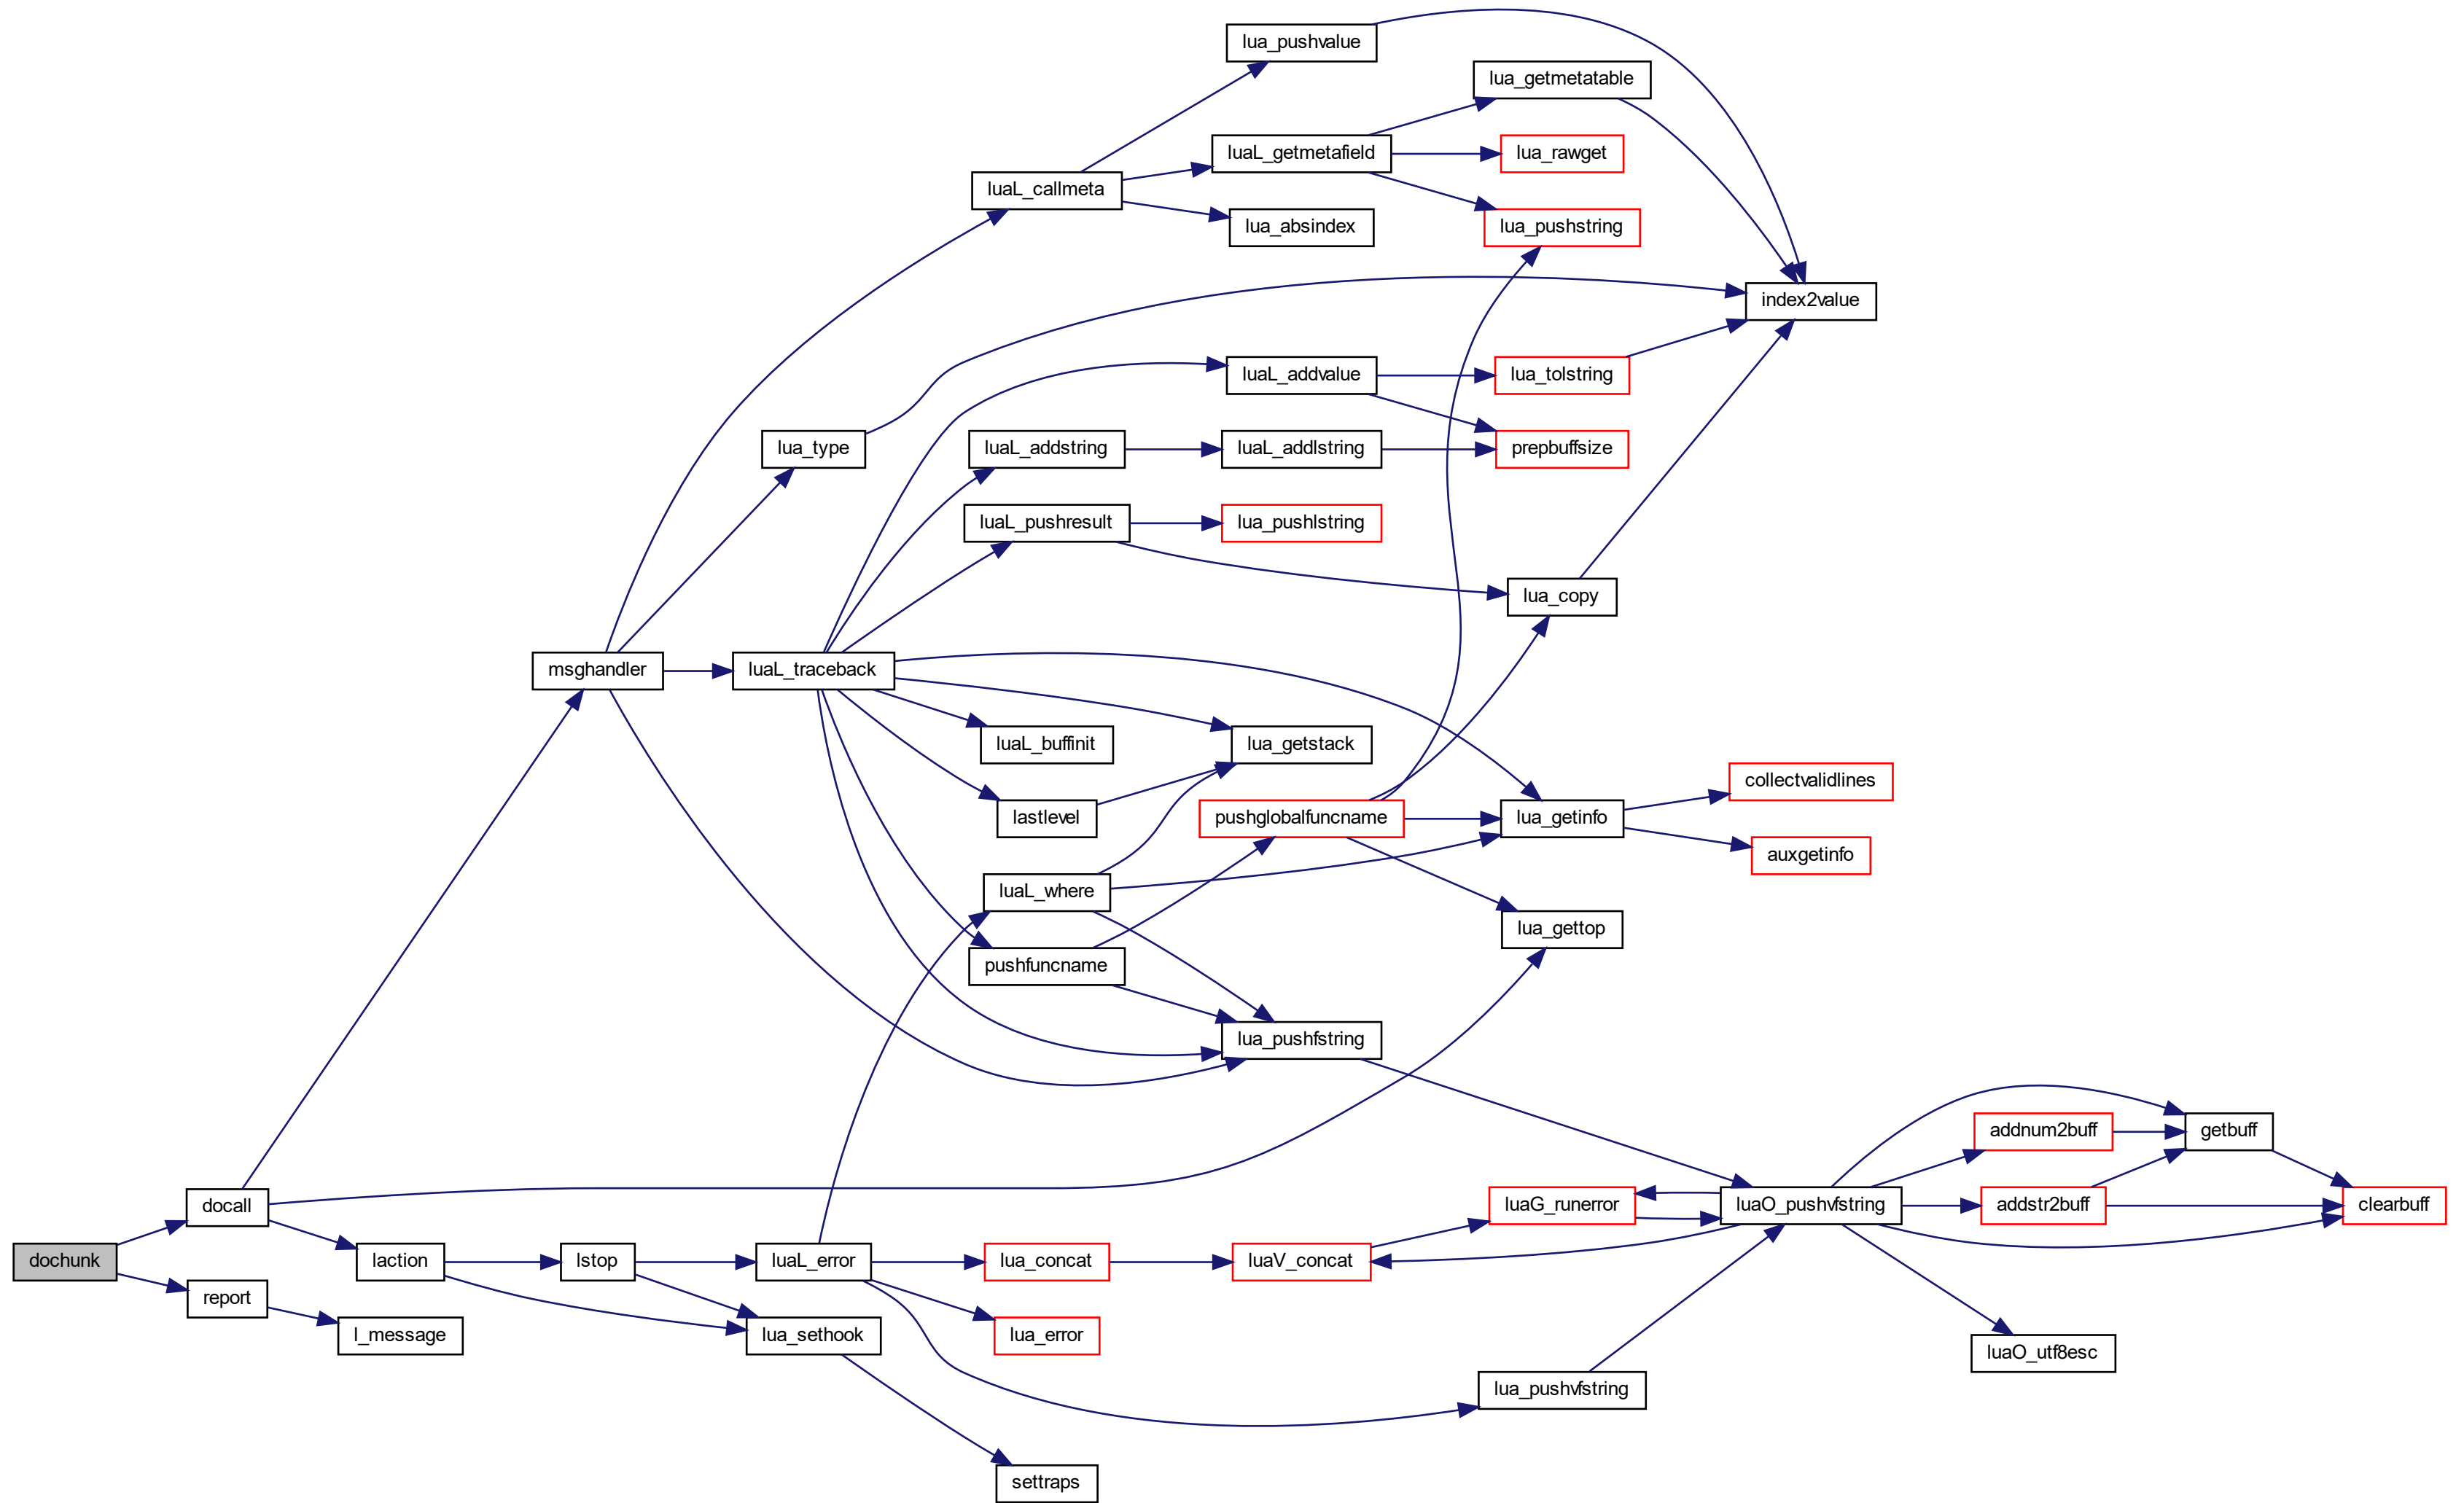 lua_pushvalue
lua_getmetatable
luaL_getmetafield
lua_rawget
luaL_callmeta
lua_pushstring
lua_absindex
index2value
luaL_addvalue
lua_tolstring
lua_type
luaL_addstring
luaL_addlstring
prepbuffsize
luaL_pushresult
lua_pushlstring
lua_copy
msghandler
luaL_traceback
luaL_buffinit
lua_getstack
collectvalidlines
lastlevel
pushglobalfuncname
lua_getinfo
auxgetinfo
luaL_where
lua_gettop
pushfuncname
lua_pushfstring
addnum2buff
getbuff
docall
luaG_runerror
luaO_pushvfstring
addstr2buff
clearbuff
dochunk
laction
lstop
luaL_error
lua_concat
luaV_concat
report
l_message
lua_sethook
lua_error
luaO_utf8esc
lua_pushvfstring
settraps